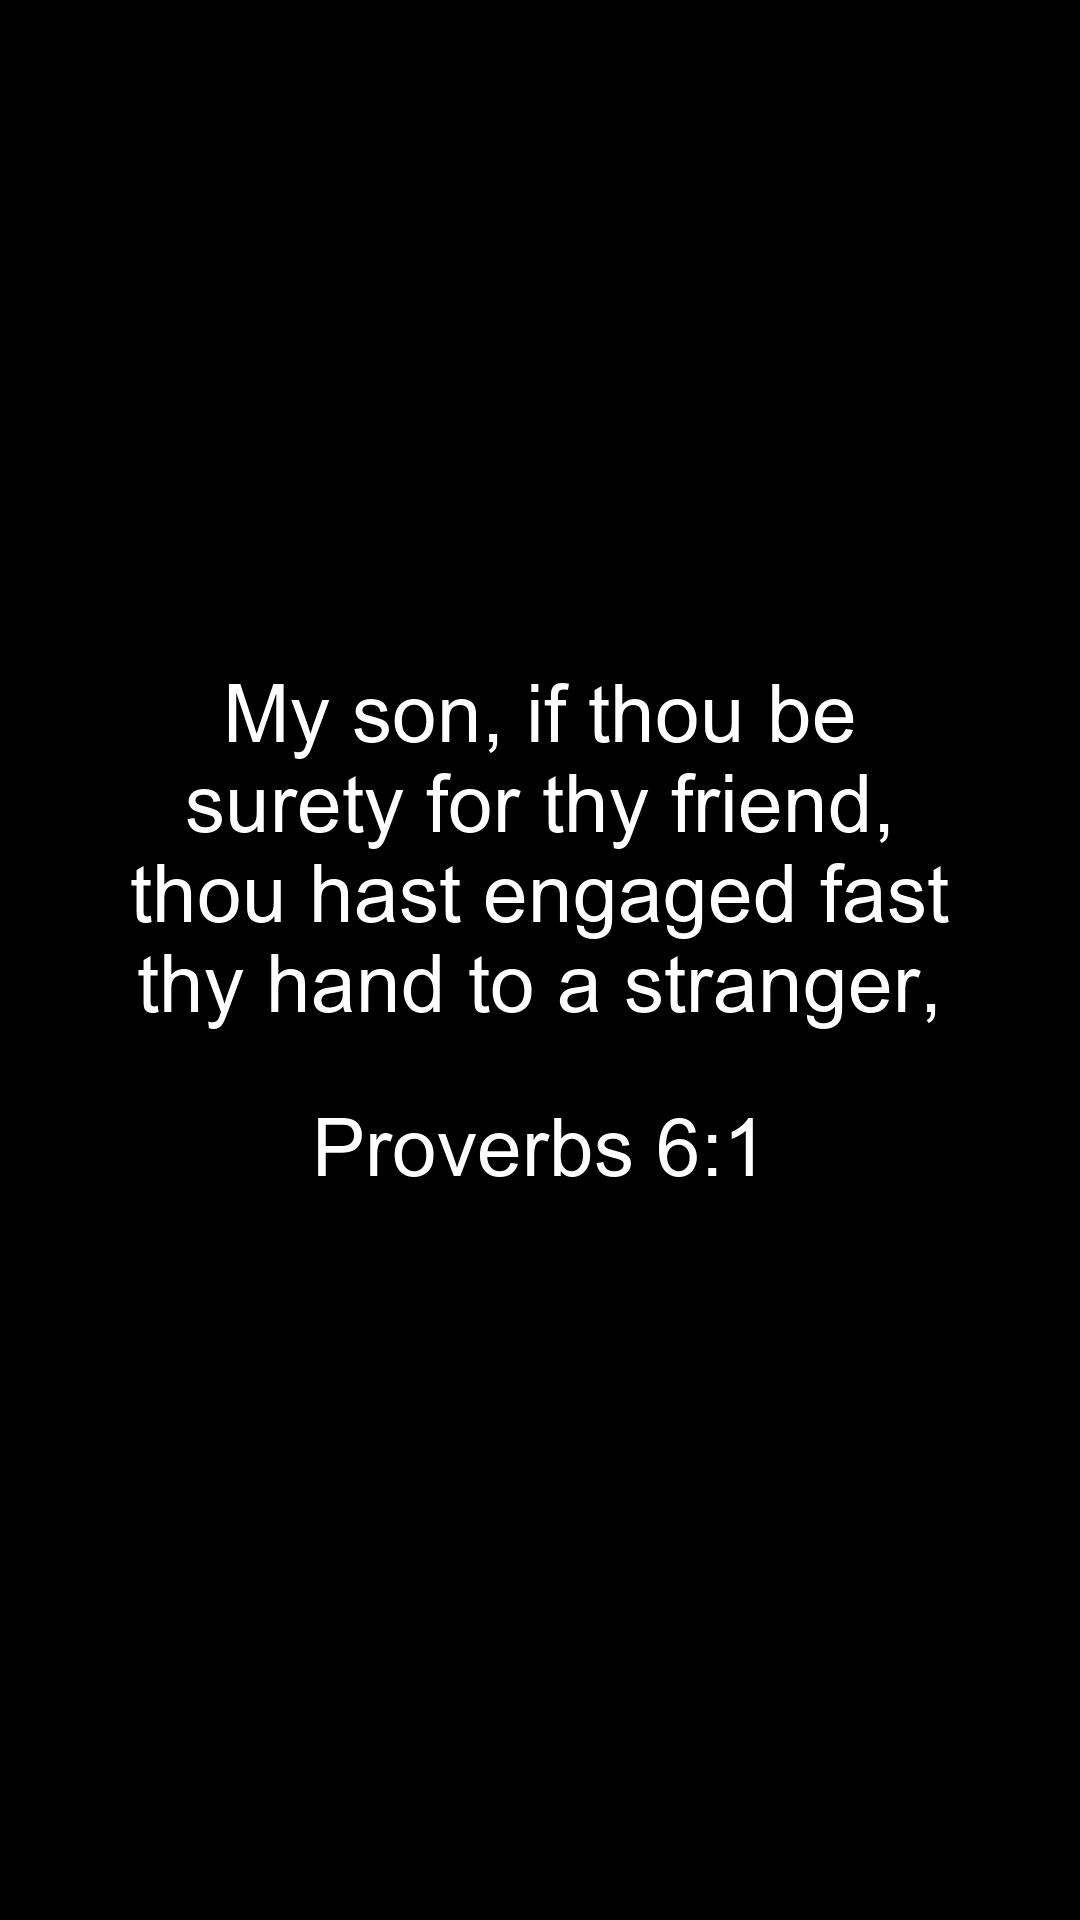 My son, if thou be
surety for thy friend,
thou hast engaged fast
thy hand to a stranger,
Proverbs 6:1